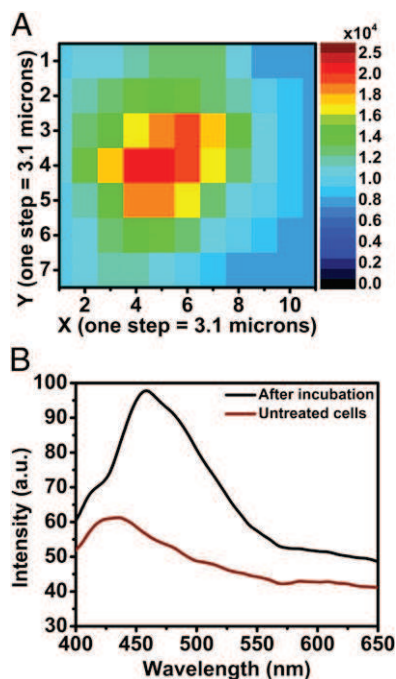 A
x10⁴
Y (one step = 3.1 microns)
1
2
3
4
5
6
7
2 4 6 8 10
X (one step = 3.1 microns)
2.5
2.0
1.8
1.6
1.4
1.2
1.0
0.8
0.6
0.4
0.2
0.0
B
Intensity (a.u.)
100
90
80
70
60
50
40
30
After incubation
Untreated cells
400 450 500 550 600 650
Wavelength (nm)